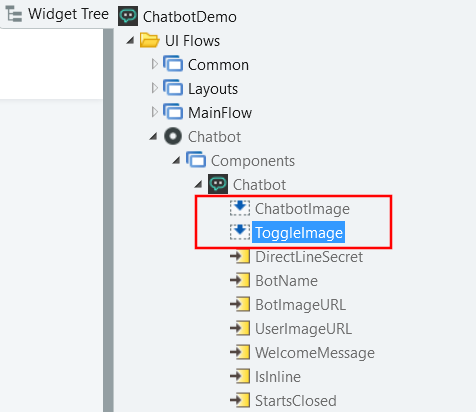 Widget Tree
ChatbotDemo
UI Flows
Common
Layouts
MainFlow
Chatbot
Components
Chatbot
ChatbotImage
ToggleImage
DirectLineSecret
BotName
BotImageURL
UserImageURL
WelcomeMessage
IsInline
StartsClosed